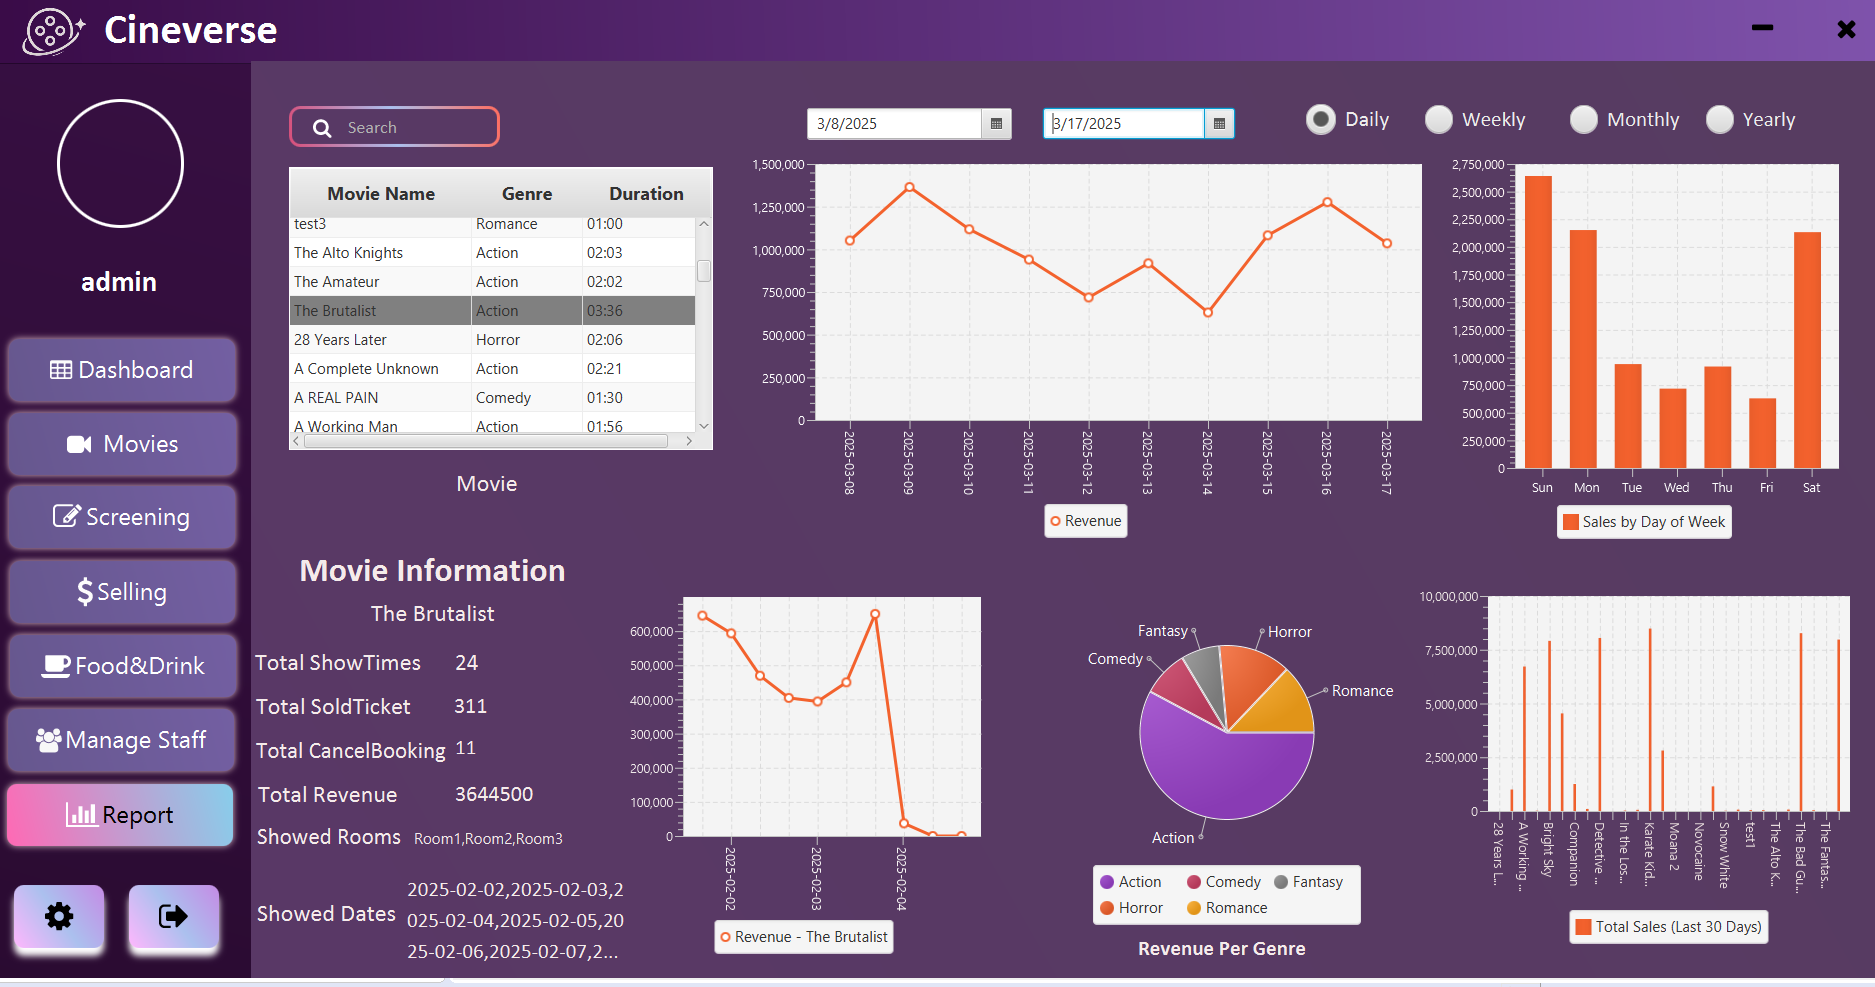 Cineverse
admin
Dashboard
Movies
Screening
Selling
Food&Drink
Manage Staff
Report
Search
3/8/2025
3/17/2025
Daily
Weekly
Monthly
Yearly
Movie Name Genre Duration
test3 Romance 01:00
The Alto Knights Action 02:03
The Amateur Action 02:02
The Brutalist Action 03:36
28 Years Later Horror 02:06
A Complete Unknown Action 02:21
A REAL PAIN Comedy 01:30
A Working Man Action 01:56
Movie
1,500,000
1,250,000
1,000,000
750,000
500,000
250,000
0
2025-03-08
2025-03-09
2025-03-10
2025-03-11
2025-03-12
2025-03-13
2025-03-14
2025-03-15
2025-03-16
2025-03-17
Revenue
2,750,000
2,500,000
2,250,000
2,000,000
1,750,000
1,500,000
1,250,000
1,000,000
750,000
500,000
250,000
0
Sun Mon Tue Wed Thu Fri Sat
Sales by Day of Week
Movie Information
The Brutalist
Total ShowTimes 24
Total SoldTicket 311
Total CancelBooking 11
Total Revenue 3644500
Showed Rooms Room1,Room2,Room3
Showed Dates
2025-02-02,2025-02-03,2
025-02-04,2025-02-05,20
25-02-06,2025-02-07,2...
600,000
500,000
400,000
300,000
200,000
100,000
0
2025-02-02
2025-02-03
2025-02-04
Revenue - The Brutalist
Fantasy
Horror
Comedy
Romance
Action
Action Comedy Fantasy
Horror Romance
Revenue Per Genre
10,000,000
7,500,000
5,000,000
2,500,000
0
28 Years L...
A Working ...
Bright Sky
Companion
Detective ...
In the Los...
Karate Kid...
Moana 2
Novocaine
Snow White
test1
The Alto K...
The Bad Gu...
The Fantas...
Total Sales (Last 30 Days)